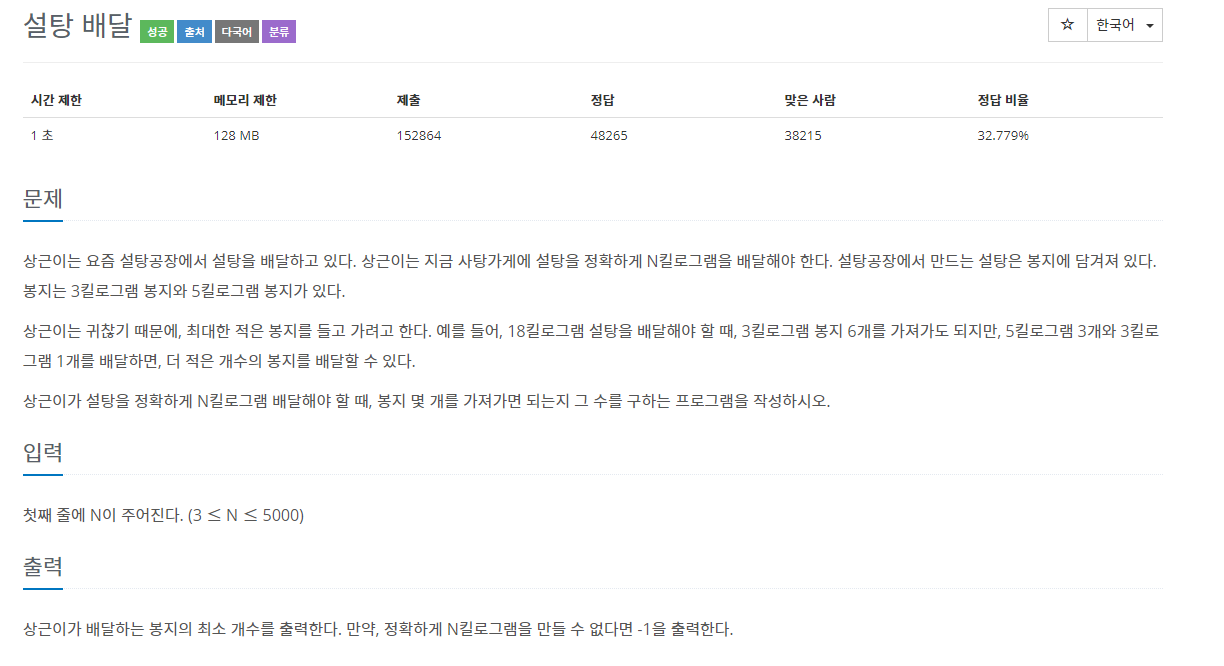 설탕 배달 성공 출처 다국어 분류 ☆ 한국어
시간 제한 메모리 제한 제출 정답 맞은 사람 정답 비율
1 초 128 MB 152864 48265 38215 32.779%
문제
상근이는 요즘 설탕공장에서 설탕을 배달하고 있다. 상근이는 지금 사탕가게에 설탕을 정확하게 N킬로그램을 배달해야 한다. 설탕공장에서 만드는 설탕은 봉지에 담겨져 있다.
봉지는 3킬로그램 봉지와 5킬로그램 봉지가 있다.
상근이는 귀찮기 때문에, 최대한 적은 봉지를 들고 가려고 한다. 예를 들어, 18킬로그램 설탕을 배달해야 할 때, 3킬로그램 봉지 6개를 가져가도 되지만, 5킬로그램 3개와 3킬로
그램 1개를 배달하면, 더 적은 개수의 봉지를 배달할 수 있다.
상근이가 설탕을 정확하게 N킬로그램 배달해야 할 때, 봉지 몇 개를 가져가면 되는지 그 수를 구하는 프로그램을 작성하시오.
입력
첫째 줄에 N이 주어진다. (3 ≤ N ≤ 5000)
출력
상근이가 배달하는 봉지의 최소 개수를 출력한다. 만약, 정확하게 N킬로그램을 만들 수 없다면 -1을 출력한다.